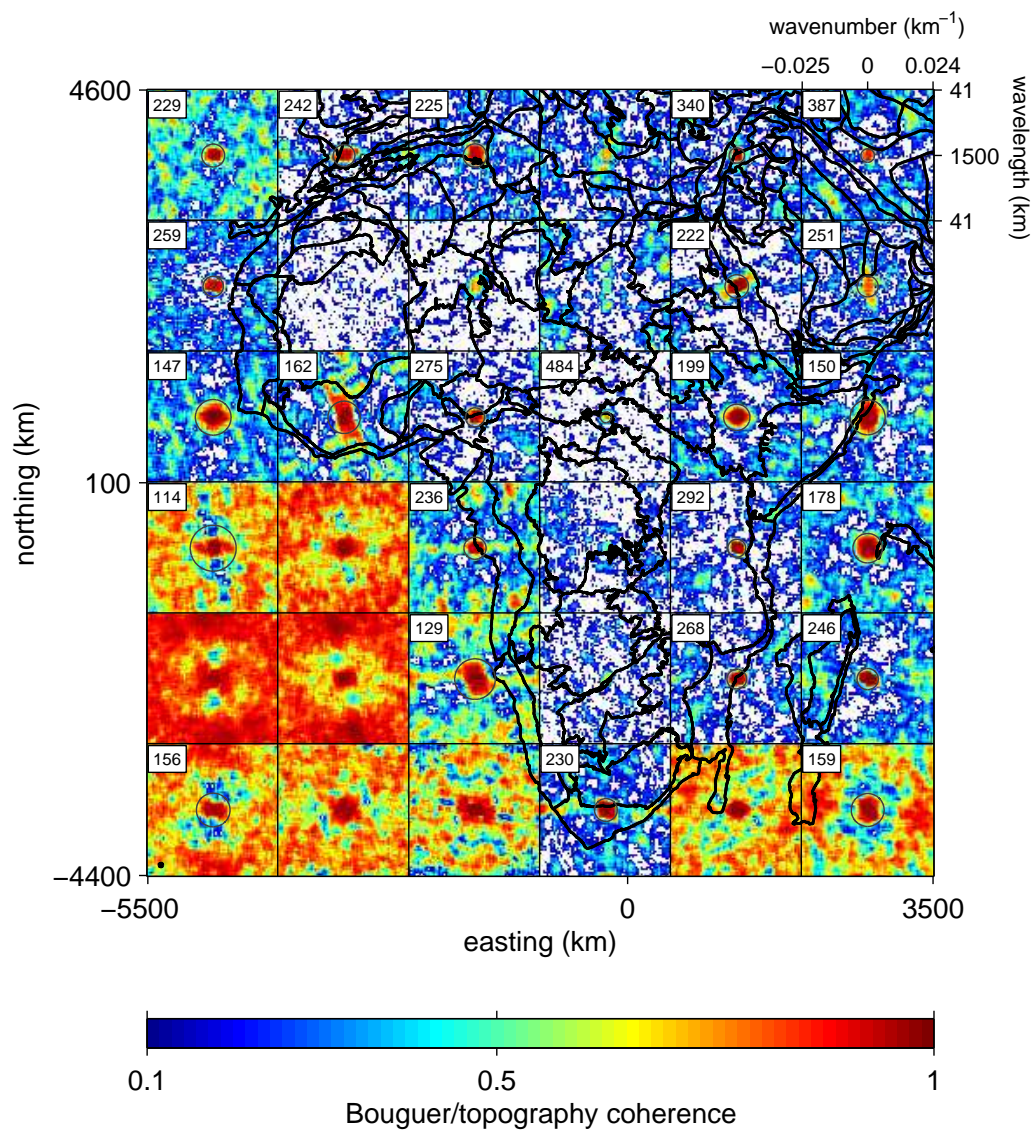 wavenumber (km−1)
−0.025 0 0.024
4600
229 242 225 340 387
41
1500
41
wavelength (km)
259 222 251
147 162 275 484 199 150
northing (km)
100
114 236 292 178
129 268 246
156 230 159
−4400
−5500 0 3500
easting (km)
0.1 0.5 1
Bouguer/topography coherence